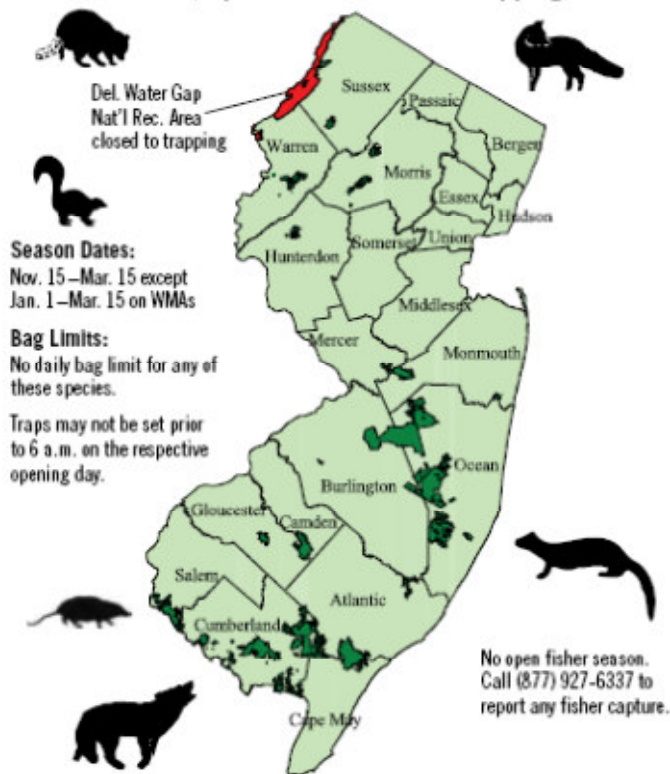 Del. Water Gap
Nat'l Rec. Area
closed to trapping
Sussex
Passaic
Bergen
Warren
Morris
Essex
Hudson
Season Dates:
Nov. 15–Mar. 15 except
Jan. 1–Mar. 15 on WMAs
Hunterdon
Somerset
Union
Middlesex
Bag Limits:
No daily bag limit for any of
these species.
Mercer
Monmouth
Traps may not be set prior
to 6 a.m. on the respective
opening day.
Ocean
Burlington
Gloucester
Camden
Salem
Atlantic
Cumberland
Cape May
No open fisher season.
Call (877) 927-6337 to
report any fisher capture.